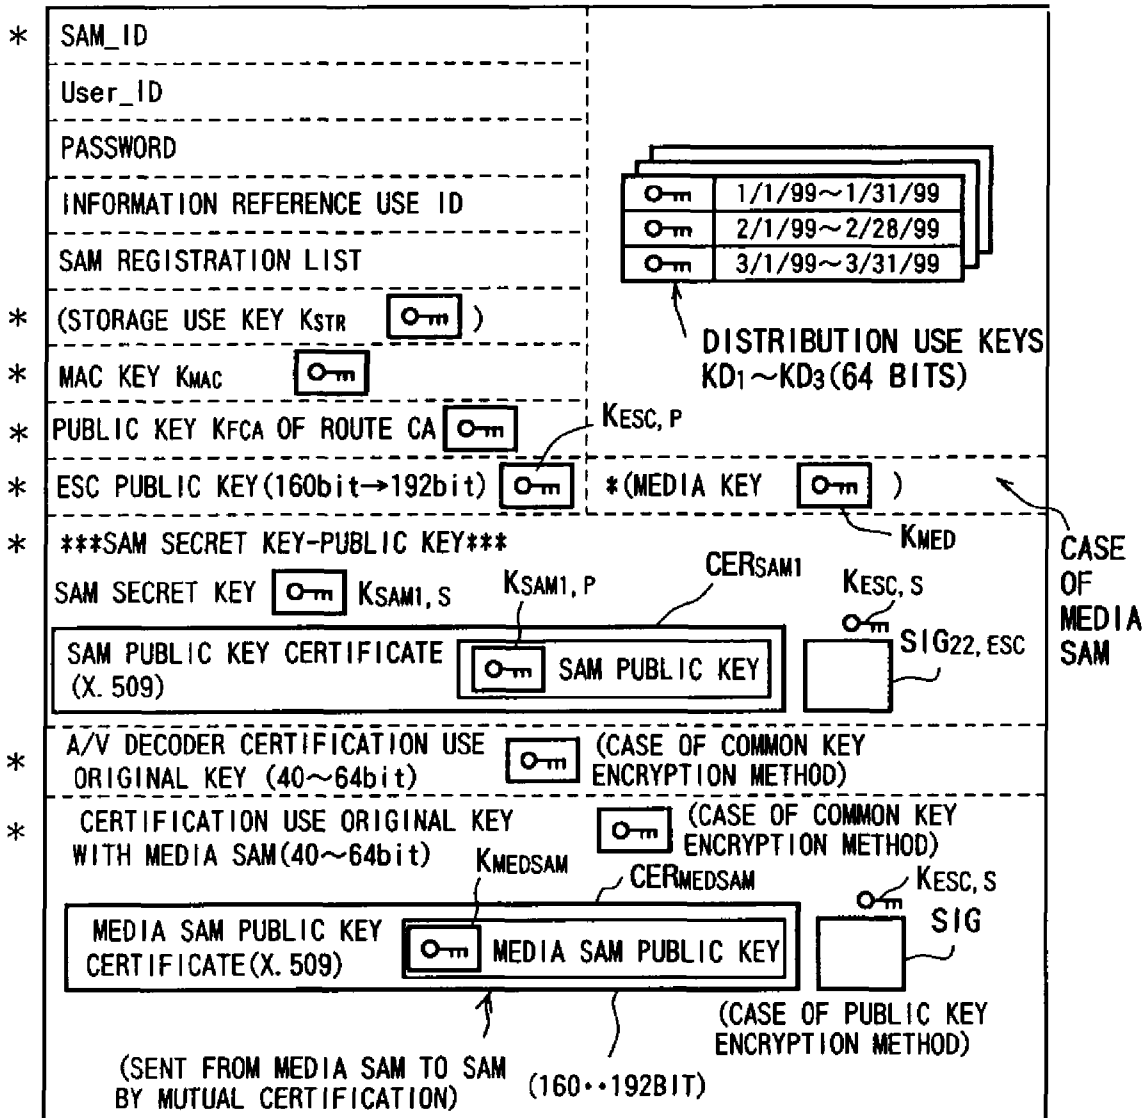 * SAM_ID
User_ID
PASSWORD
INFORMATION REFERENCE USE ID
SAM REGISTRATION LIST
1/1/99~1/31/99
2/1/99~2/28/99
3/1/99~3/31/99
DISTRIBUTION USE KEYS
KD1~KD3(64 BITS)
* (STORAGE USE KEY KSTR )
* MAC KEY KMAC
* PUBLIC KEY KFCA OF ROUTE CA
KESC, P
* ESC PUBLIC KEY(160bit→192bit)
*(MEDIA KEY )
KMED
CASE
OF
MEDIA
SAM
* ***SAM SECRET KEY-PUBLIC KEY***
SAM SECRET KEY KSAM1, S
KSAM1, P
CERSAM1
KESC, S
SIG22, ESC
SAM PUBLIC KEY CERTIFICATE
(X. 509)
SAM PUBLIC KEY
* A/V DECODER CERTIFICATION USE
ORIGINAL KEY (40~64bit)
(CASE OF COMMON KEY
ENCRYPTION METHOD)
* CERTIFICATION USE ORIGINAL KEY
WITH MEDIA SAM(40~64bit)
(CASE OF COMMON KEY
ENCRYPTION METHOD)
KMEDSAM
CERMEDSAM
KESC, S
SIG
MEDIA SAM PUBLIC KEY
CERTIFICATE(X. 509)
MEDIA SAM PUBLIC KEY
(CASE OF PUBLIC KEY
ENCRYPTION METHOD)
(SENT FROM MEDIA SAM TO SAM
BY MUTUAL CERTIFICATION)
(160··192BIT)